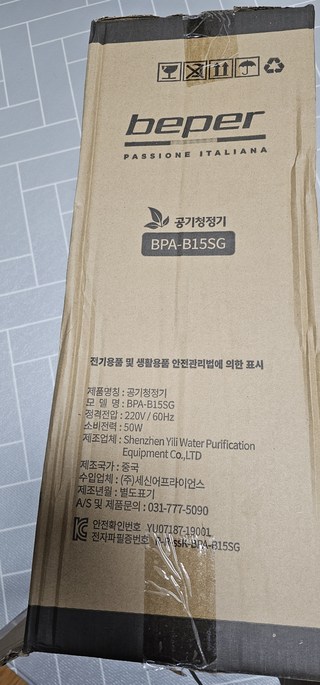 beper
PASSIONE ITALIANA
공기청정기
BPA-B15SG
전기용품 및 생활용품 안전관리법에 의한 표시
제품명칭 : 공기청정기
모 델 명 : BPA-B15SG
정격전압 : 220V / 60Hz
소비전력 : 50W
제조업체 : Shenzhen Yili Water Purification
Equipment Co.,LTD
제조국가 : 중국
수입업체 : (주)세신어프라이언스
제조년월 : 별도표기
A/S 및 제품문의 : 031-777-5090
안전확인번호 YU07187-19001
전자파필증번호 R-R-SSR-BPA-B15SG